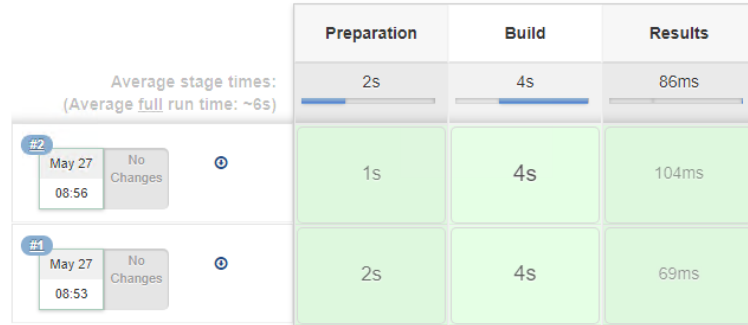 Preparation Build Results
Average stage times: 2s 4s 86ms
(Average full run time: ~6s)
#2
May 27 No
Changes
08:56
1s 4s 104ms
#1
May 27 No
Changes
08:53
2s 4s 69ms